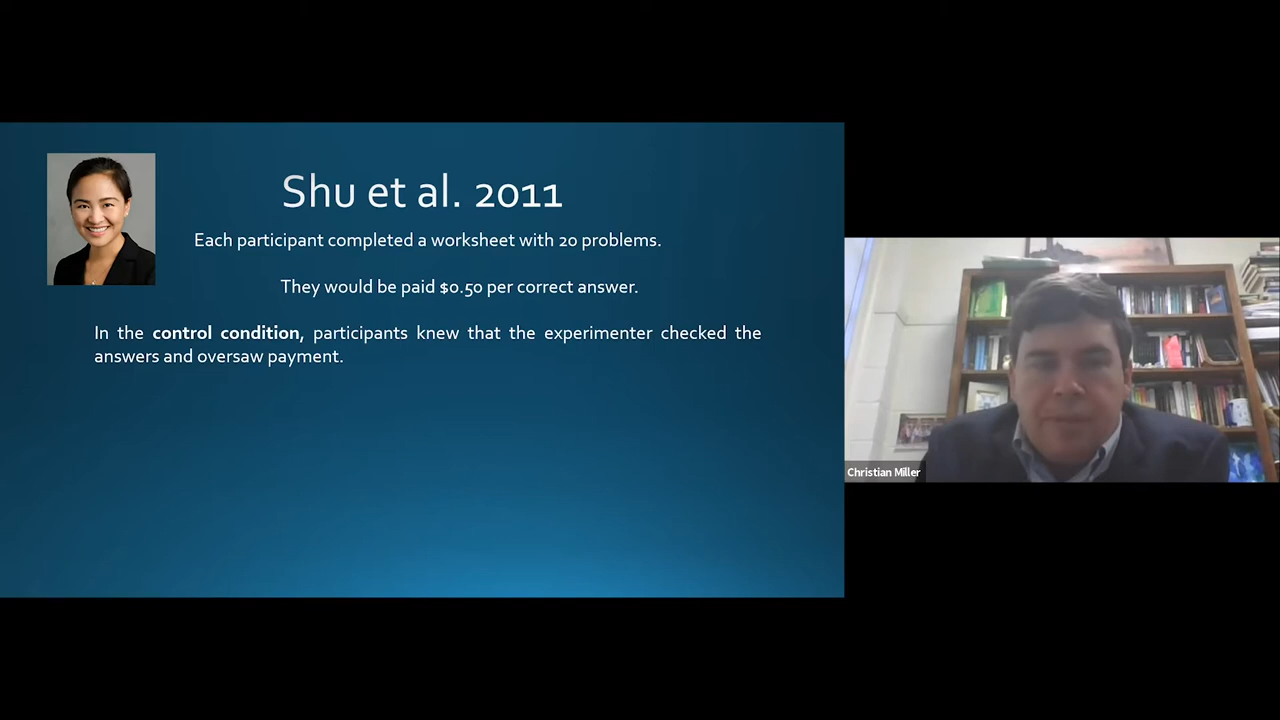 Shu et al. 2011
Each participant completed a worksheet with 20 problems.
They would be paid $0.50 per correct answer.
In the control condition, participants knew that the experimenter checked the
answers and oversaw payment.
Christian Miller